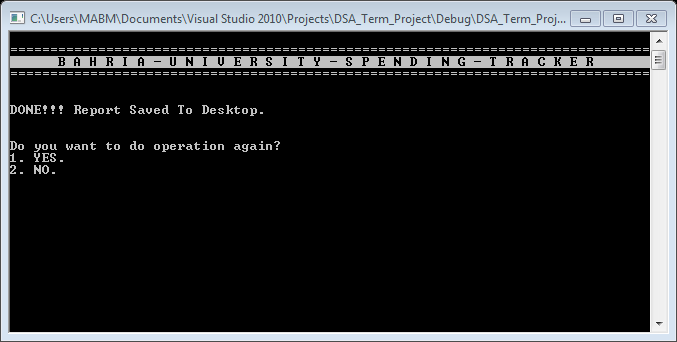 C:\Users\MABM\Documents\Visual Studio 2010\Projects\DSA_Term_Project\Debug\DSA_Term_Proj...
================================================================================
B A H R I A - U N I V E R S I T Y - S P E N D I N G - T R A C K E R
================================================================================
DONE!!! Report Saved To Desktop.
Do you want to do operation again?
1. YES.
2. NO.